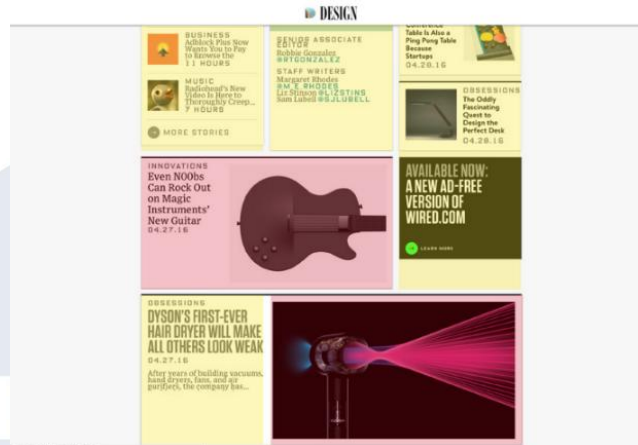 DESIGN
BUSINESS
Adblock Plus Now
Wants You to Pay
to Browse the
11 HOURS
MUSIC
Radiohead's New
Video Is Here to
Thoroughly Creep...
7 HOURS
MORE STORIES
SENIOR ASSOCIATE
EDITOR
Robbie Gonzalez
@RTGONZALEZ
STAFF WRITERS
Margaret Rhodes
@M_E_RHODES
Liz Stinson @LIZSTINS
Sam Lubell @SJLUBELL
Conference
Table Is Also a
Ping Pong Table
Because
Startups
04.28.16
OBSESSIONS
The Oddly
Fascinating
Quest to
Design the
Perfect Desk
04.28.16
INNOVATIONS
Even N00bs
Can Rock Out
on Magic
Instruments'
New Guitar
04.27.16
AVAILABLE NOW:
A NEW AD-FREE
VERSION OF
WIRED.COM
LEARN MORE
OBSESSIONS
DYSON'S FIRST-EVER
HAIR DRYER WILL MAKE
ALL OTHERS LOOK WEAK
04.27.16
After years of building vacuums,
hand dryers, fans, and air
purifiers, the company has...